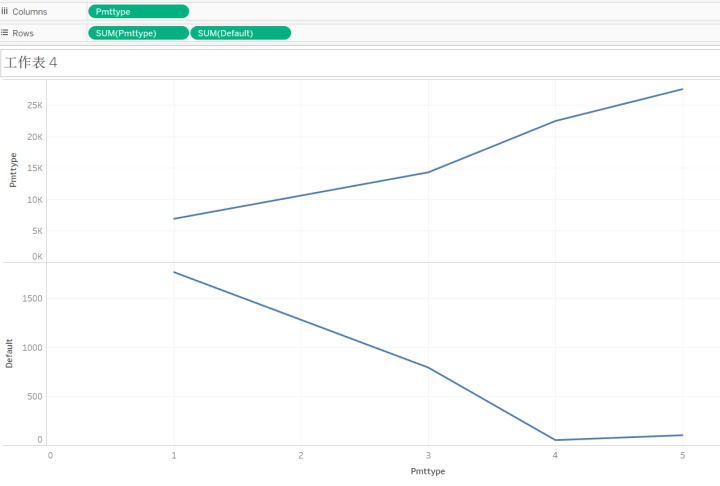 Columns Pmttype
Rows SUM(Pmttype) SUM(Default)
工作表 4
25K
20K
15K
10K
5K
0K
Pmttype
1500
1000
500
0
Default
0 1 2 3 4 5
Pmttype